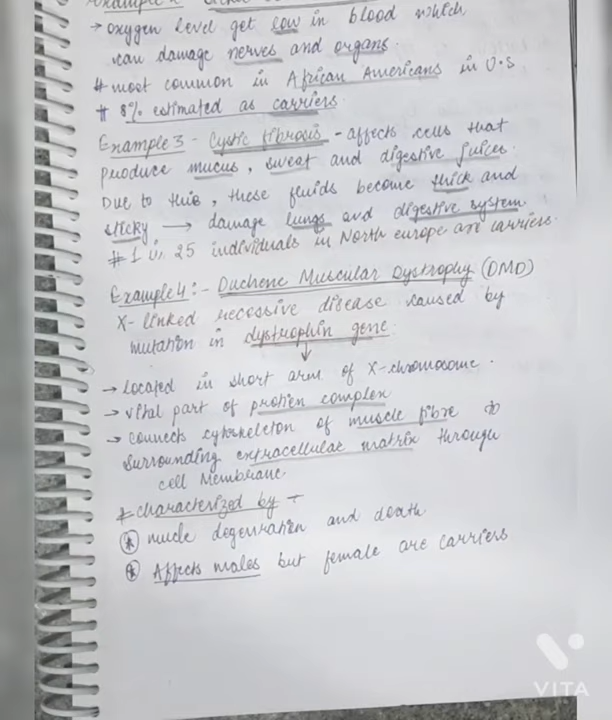 Example 2
→ oxygen level get low in blood which
can damage nerves and organs
# most common in African Americans in U.S
# 8% estimated as carriers
Example 3 - Cystic fibrosis - affects cells that
produce mucus, sweat and digestive juices.
Due to this, these fluids become thick and
sticky → damage lungs and digestive system
# 1 in 25 individuals in North europe are carriers.
Example 4:- Duchene Muscular Dystrophy (DMD)
X-linked recessive disease caused by
mutation in dystrophin gene.
↓
→ Located in short arm of X-chromosome.
→ vital part of protien complex
→ connects cytoskeleton of muscle fibre to
surrounding extracellular matrix through
cell Membrane.
* characterized by -
* mucle degenration and death
* Affects males but female are carriers
VITA